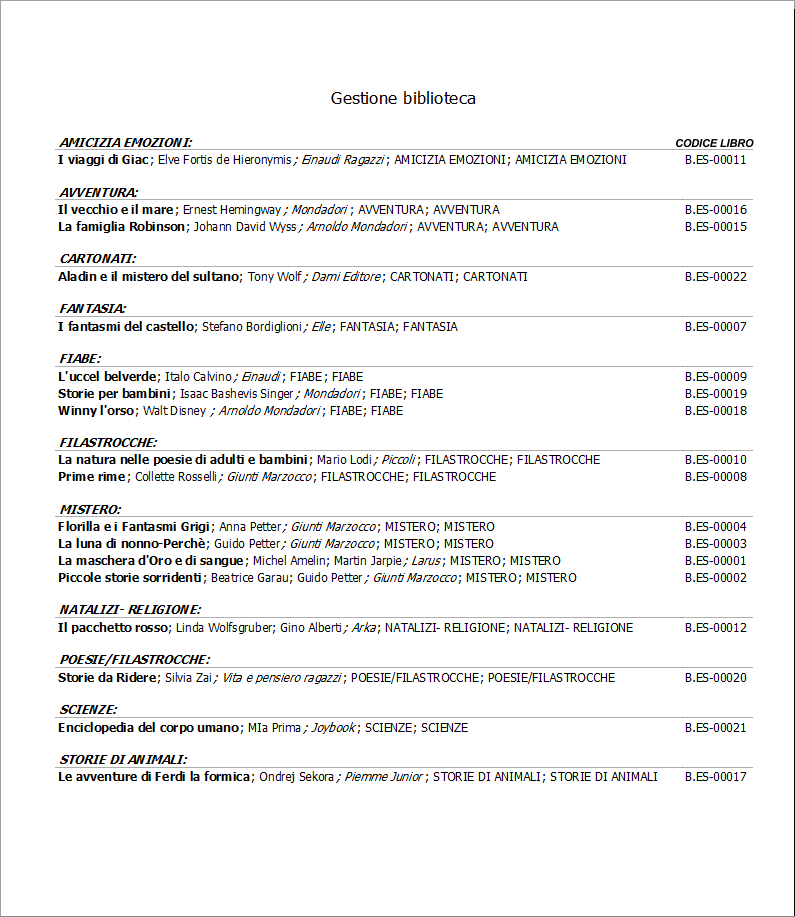 Gestione biblioteca
AMICIZIA EMOZIONI: CODICE LIBRO
I viaggi di Giac; Elve Fortis de Hieronymis; Einaudi Ragazzi; AMICIZIA EMOZIONI; AMICIZIA EMOZIONI B.ES-00011
AVVENTURA:
Il vecchio e il mare; Ernest Hemingway; Mondadori; AVVENTURA; AVVENTURA B.ES-00016
La famiglia Robinson; Johann David Wyss; Arnoldo Mondadori; AVVENTURA; AVVENTURA B.ES-00015
CARTONATI:
Aladin e il mistero del sultano; Tony Wolf; Dami Editore; CARTONATI; CARTONATI B.ES-00022
FANTASIA:
I fantasmi del castello; Stefano Bordiglioni; Elle; FANTASIA; FANTASIA B.ES-00007
FIABE:
L'uccel belverde; Italo Calvino; Einaudi; FIABE; FIABE B.ES-00009
Storie per bambini; Isaac Bashevis Singer; Mondadori; FIABE; FIABE B.ES-00019
Winny l'orso; Walt Disney ; Arnoldo Mondadori; FIABE; FIABE B.ES-00018
FILASTROCCHE:
La natura nelle poesie di adulti e bambini; Mario Lodi; Piccoli; FILASTROCCHE; FILASTROCCHE B.ES-00010
Prime rime; Collette Rosselli; Giunti Marzocco; FILASTROCCHE; FILASTROCCHE B.ES-00008
MISTERO:
Florilla e i Fantasmi Grigi; Anna Petter; Giunti Marzocco; MISTERO; MISTERO B.ES-00004
La luna di nonno-Perchè; Guido Petter; Giunti Marzocco; MISTERO; MISTERO B.ES-00003
La maschera d'Oro e di sangue; Michel Amelin; Martin Jarpie; Larus; MISTERO; MISTERO B.ES-00001
Piccole storie sorridenti; Beatrice Garau; Guido Petter; Giunti Marzocco; MISTERO; MISTERO B.ES-00002
NATALIZI- RELIGIONE:
Il pacchetto rosso; Linda Wolfsgruber; Gino Alberti; Arka; NATALIZI- RELIGIONE; NATALIZI- RELIGIONE B.ES-00012
POESIE/FILASTROCCHE:
Storie da Ridere; Silvia Zai; Vita e pensiero ragazzi; POESIE/FILASTROCCHE; POESIE/FILASTROCCHE B.ES-00020
SCIENZE:
Enciclopedia del corpo umano; MIa Prima; Joybook; SCIENZE; SCIENZE B.ES-00021
STORIE DI ANIMALI:
Le avventure di Ferdi la formica; Ondrej Sekora; Piemme Junior; STORIE DI ANIMALI; STORIE DI ANIMALI B.ES-00017